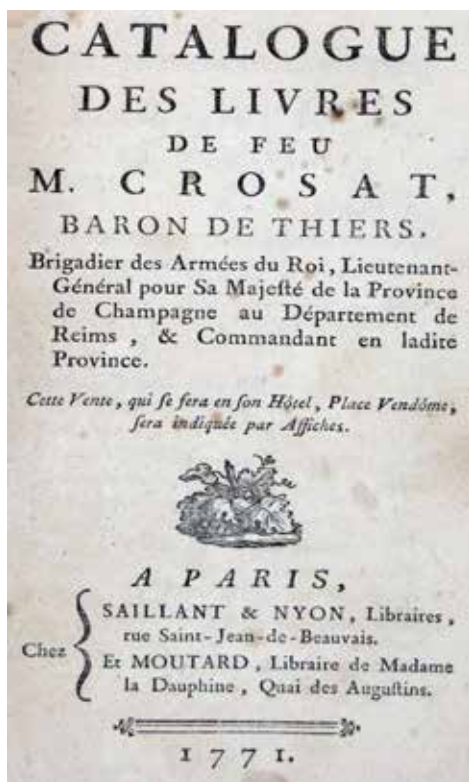 CATALOGUE
DES LIVRES
DE FEU
M. CROSAT,
BARON DE THIERS.
Brigadier des Armées du Roi, Lieutenant-
Général pour Sa Majesté de la Province
de Champagne au Département de
Reims, & Commandant en ladite
Province.
Cette Vente, qui se fera en son Hôtel, Place Vendôme,
sera indiquée par Affiches.
A PARIS,
Chez
SAILLANT & NYON, Libraires,
rue Saint-Jean-de-Beauvais.
Et MOUTARD, Libraire de Madame
la Dauphine, Quai des Augustins.
1771.